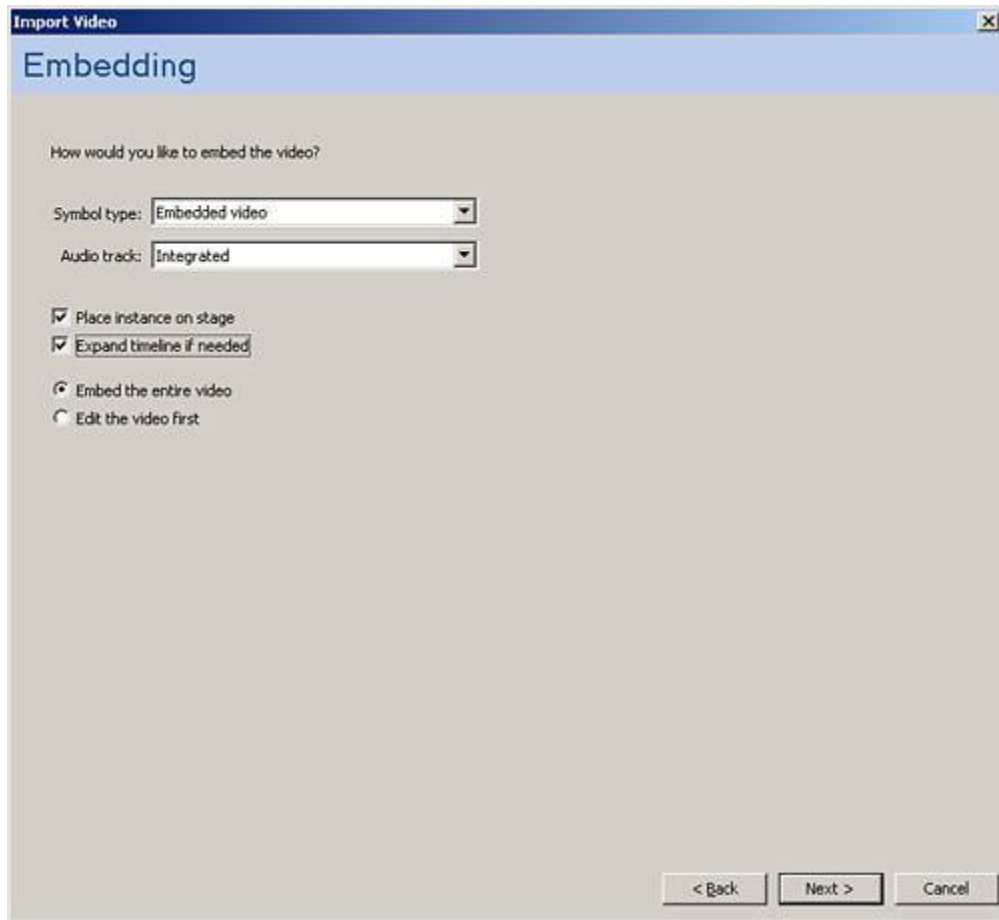 Import Video
Embedding
How would you like to embed the video?
Symbol type: Embedded video
Audio track: Integrated
Place instance on stage
Expand timeline if needed
Embed the entire video
Edit the video first
< Back Next > Cancel